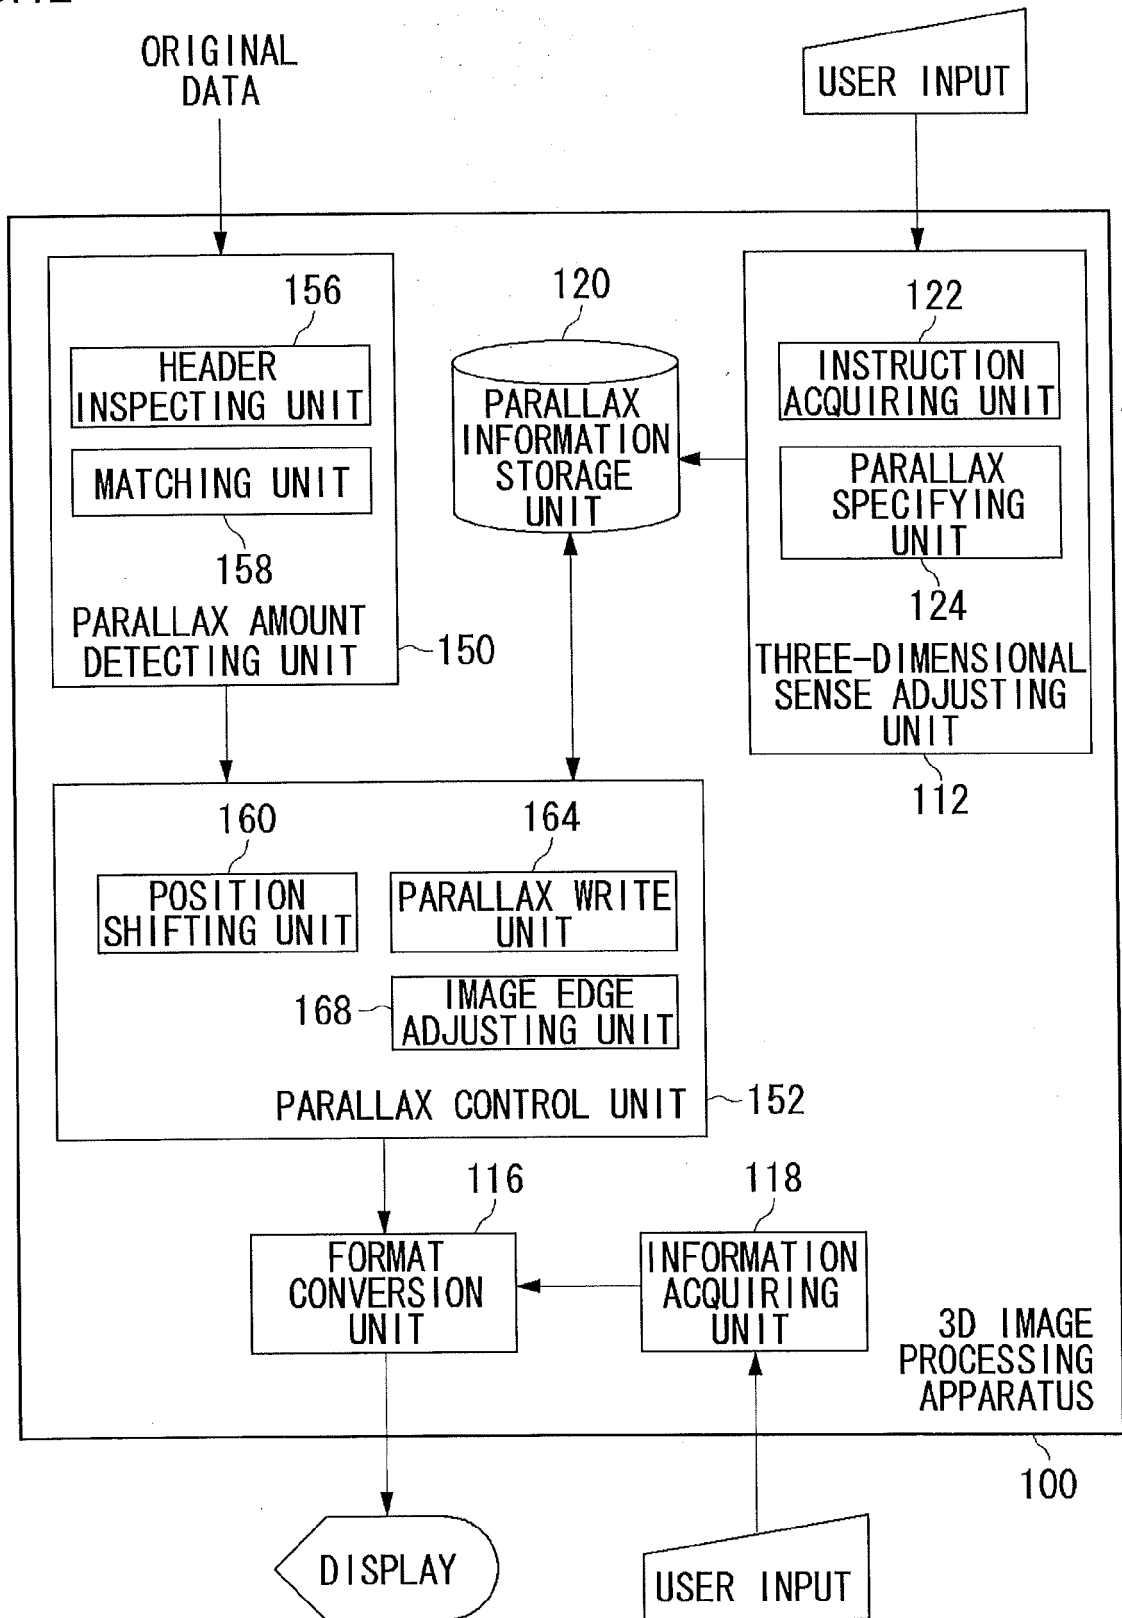 ORIGINAL
DATA
USER INPUT
156
HEADER
INSPECTING UNIT
MATCHING UNIT
158
PARALLAX AMOUNT
DETECTING UNIT
150
120
PARALLAX
INFORMATION
STORAGE
UNIT
122
INSTRUCTION
ACQUIRING UNIT
PARALLAX
SPECIFYING
UNIT
124
THREE-DIMENSIONAL
SENSE ADJUSTING
UNIT
112
160
POSITION
SHIFTING UNIT
164
PARALLAX WRITE
UNIT
168
IMAGE EDGE
ADJUSTING UNIT
PARALLAX CONTROL UNIT
152
116
FORMAT
CONVERSION
UNIT
118
INFORMATION
ACQUIRING
UNIT
3D IMAGE
PROCESSING
APPARATUS
100
DISPLAY
USER INPUT